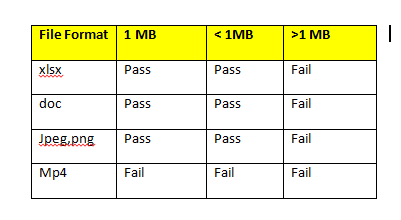 File Format 1 MB < 1MB >1 MB
xlsx Pass Pass Fail
doc Pass Pass Fail
Jpeg,png Pass Pass Fail
Mp4 Fail Fail Fail